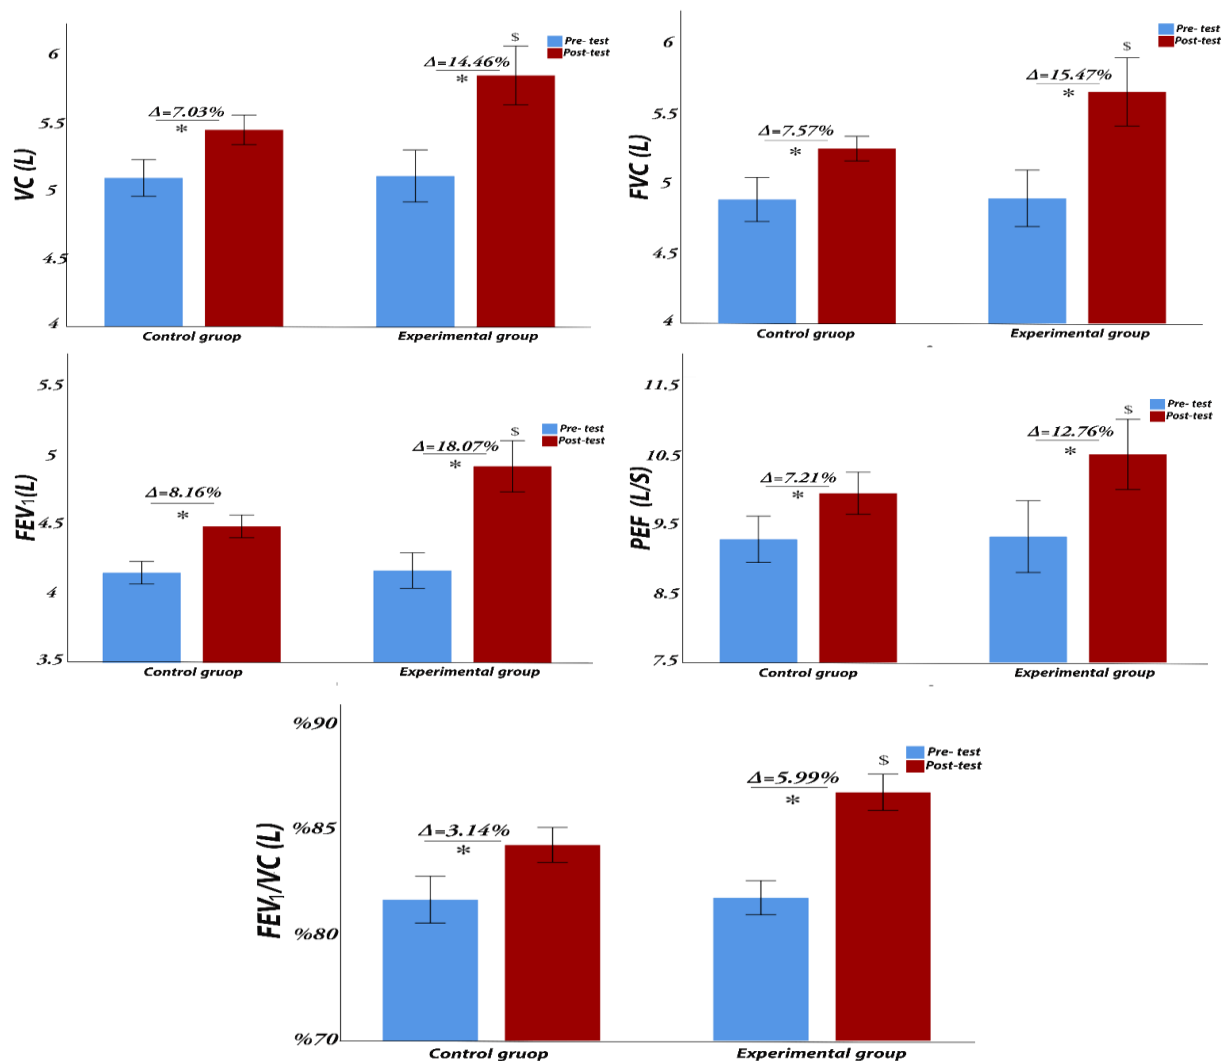 6
5.5
5
4.5
4
VC (L)
Δ=7.03%
*
Δ=14.46%
*
$
Pre- test
Post-test
Control gruop
Experimental group
6
5.5
5
4.5
4
FVC (L)
Δ=7.57%
*
Δ=15.47%
*
$
Pre- test
Post-test
Control gruop
Experimental group
5.5
5
4.5
4
3.5
FEV₁(L)
Δ=8.16%
*
Δ=18.07%
*
$
Pre- test
Post-test
Control gruop
Experimental group
11.5
10.5
9.5
8.5
7.5
PEF (L/S)
Δ=7.21%
*
Δ=12.76%
*
$
Pre- test
Post-test
Control gruop
Experimental group
%90
%85
%80
%70
FEV₁/VC (L)
Δ=3.14%
*
Δ=5.99%
*
$
Pre- test
Post-test
Control gruop
Experimental group